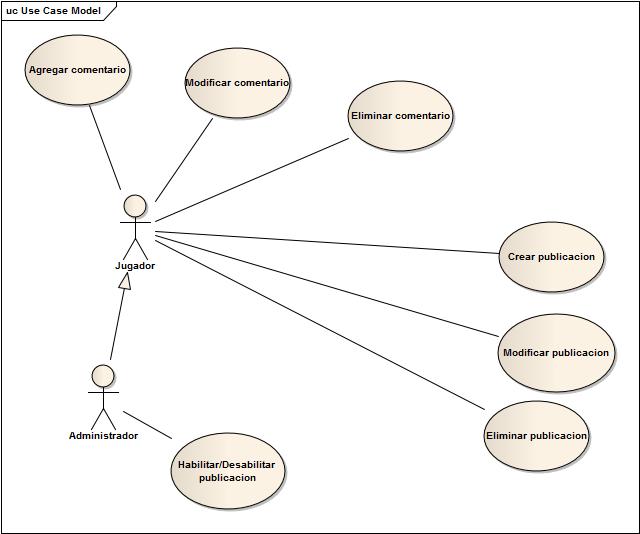 uc Use Case Model
Agregar comentario
Modificar comentario
Eliminar comentario
Jugador
Crear publicacion
Modificar publicacion
Administrador
Eliminar publicacion
Habilitar/Desabilitar
publicacion